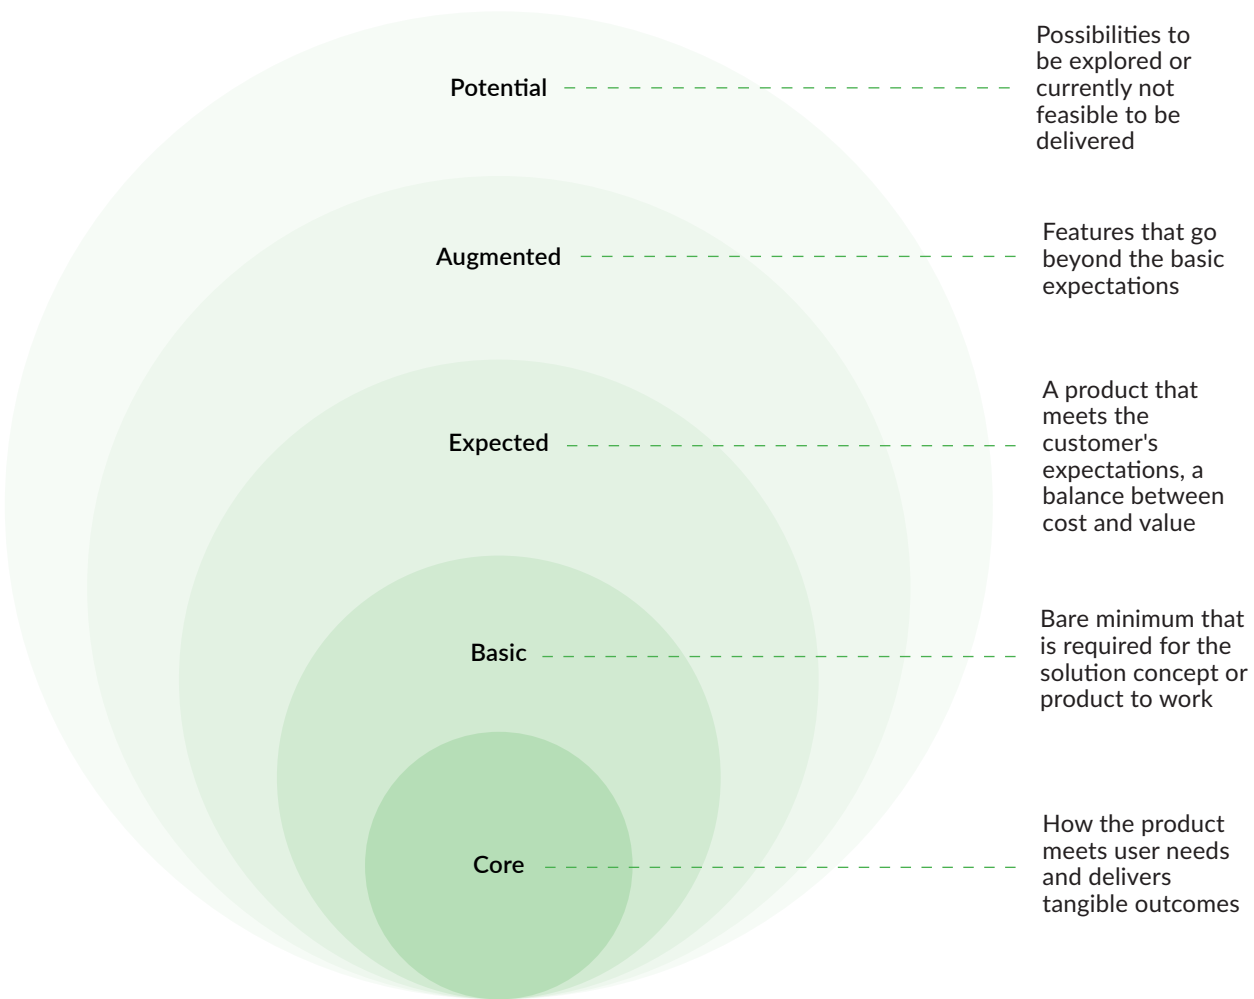 Potential
Possibilities to
be explored or
currently not
feasible to be
delivered
Augmented
Features that go
beyond the basic
expectations
Expected
A product that
meets the
customer's
expectations, a
balance between
cost and value
Basic
Bare minimum that
is required for the
solution concept or
product to work
Core
How the product
meets user needs
and delivers
tangible outcomes